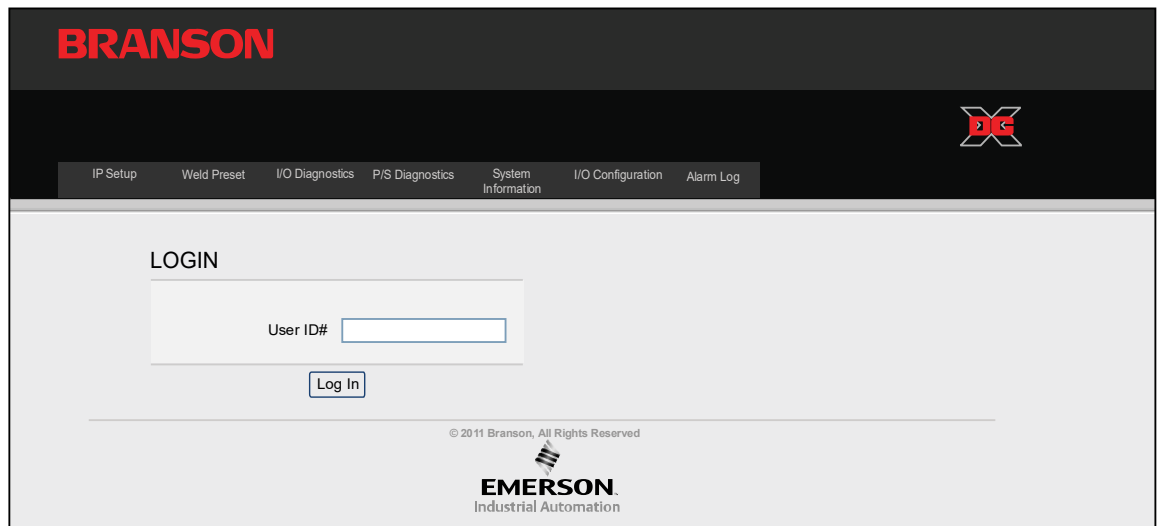 BRANSON
DCX
IP Setup
Weld Preset
I/O Diagnostics
P/S Diagnostics
System
Information
I/O Configuration
Alarm Log
LOGIN
User ID#
Log In
© 2011 Branson, All Rights Reserved
EMERSON.
Industrial Automation